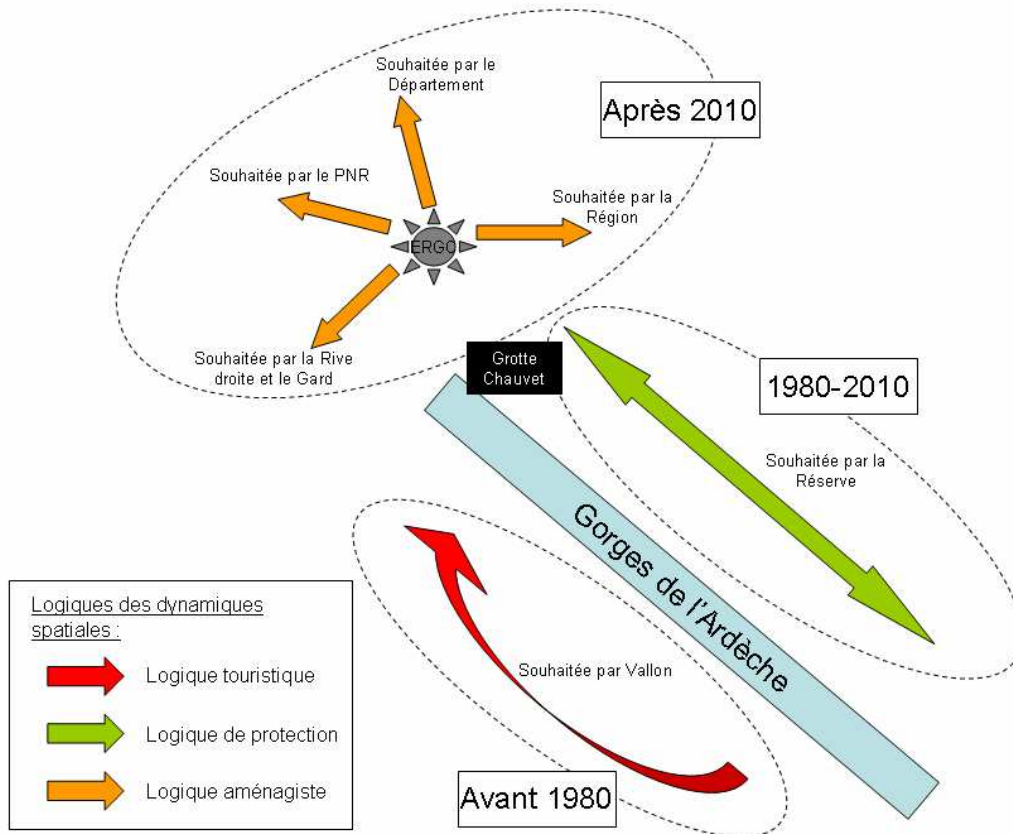 Souhaitée par le
Département
Après 2010
Souhaitée par le PNR
Souhaitée par la
Région
ERGC
Souhaitée par la Rive
droite et le Gard
Grotte
Chauvet
1980-2010
Souhaitée par la
Réserve
Gorges de l'Ardèche
Souhaitée par Vallon
Avant 1980
Logiques des dynamiques
spatiales :
Logique touristique
Logique de protection
Logique aménagiste